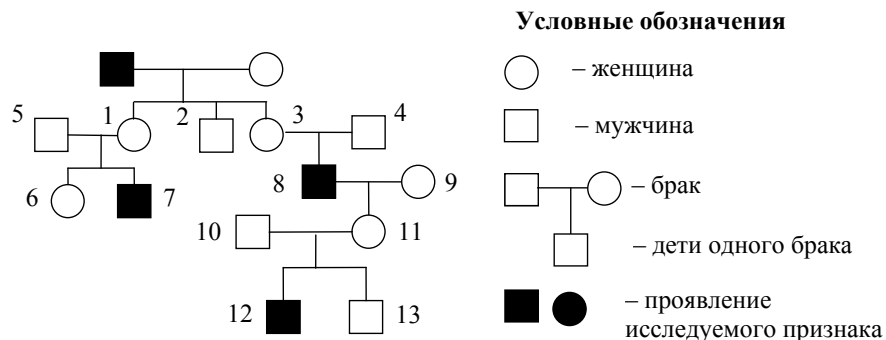 Условные обозначения
– женщина
5 1 2 3 4
– мужчина
6 7 8 9
– брак
10 11
– дети одного брака
12 13
– проявление
исследуемого признака